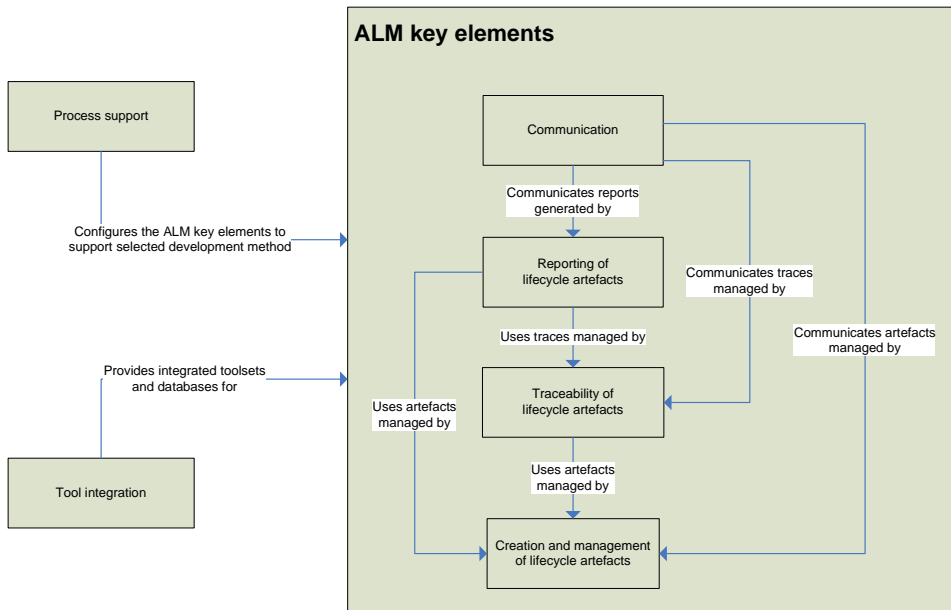 ALM key elements
Process support
Communication
Communicates reports
generated by
Configures the ALM key elements to
support selected development method
Reporting of
lifecycle artefacts
Communicates traces
managed by
Uses traces managed by
Communicates artefacts
managed by
Provides integrated toolsets
and databases for
Traceability of
lifecycle artefacts
Uses artefacts
managed by
Uses artefacts
managed by
Tool integration
Creation and management
of lifecycle artefacts